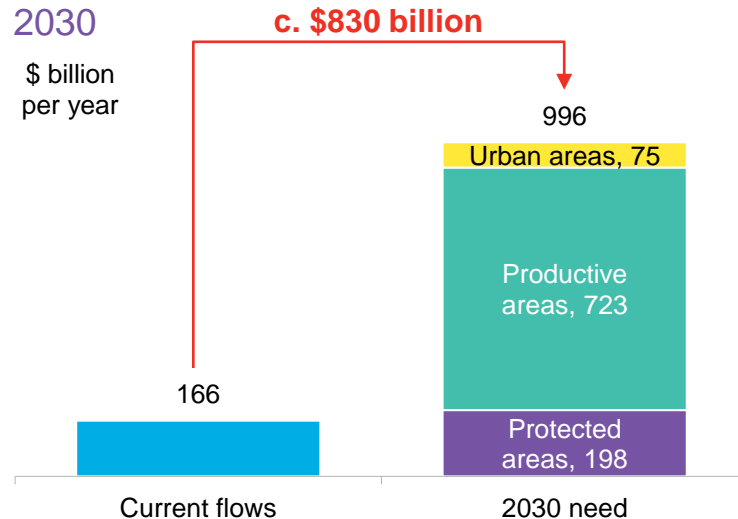 2030
c. $830 billion
$ billion
per year
996
Urban areas, 75
Productive
areas, 723
166
Protected
areas, 198
Current flows
2030 need